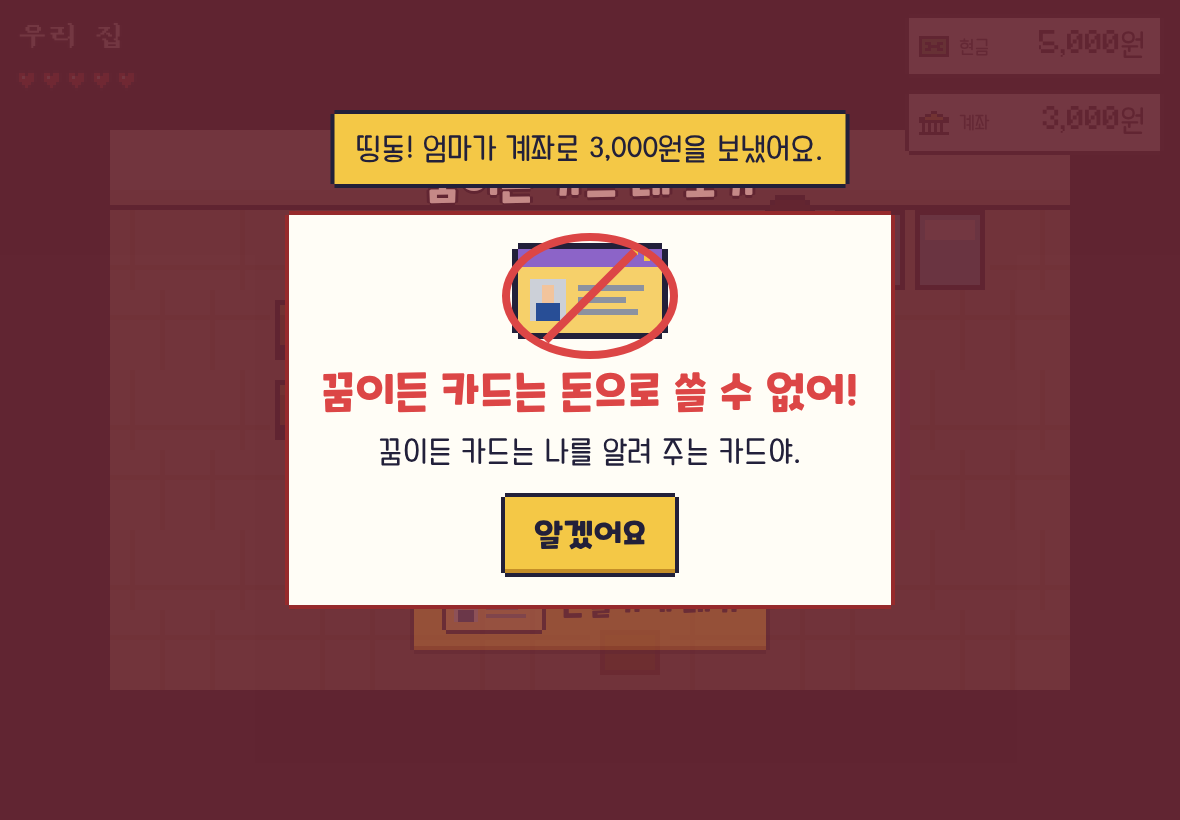 우리 집
현금 5,000원
계좌 3,000원
띵동! 엄마가 계좌로 3,000원을 보냈어요.
꿈이든 카드는 돈으로 쓸 수 없어!
꿈이든 카드는 나를 알려 주는 카드야.
알겠어요